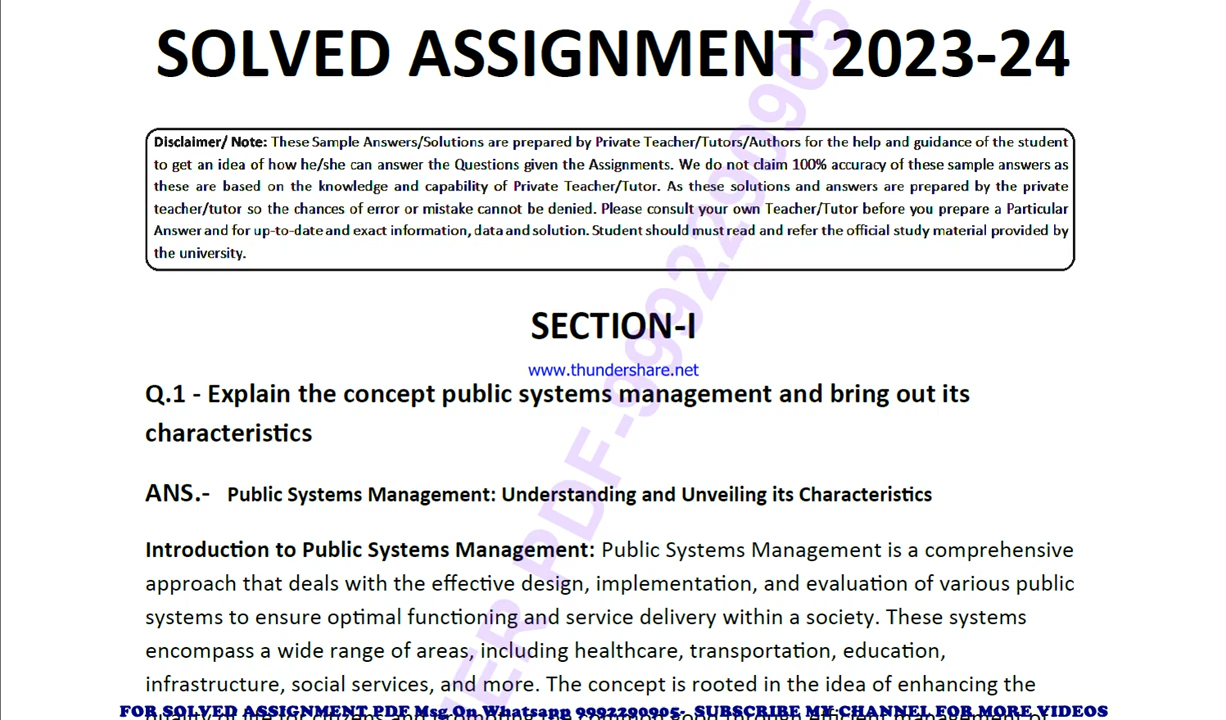 SOLVED ASSIGNMENT 2023-24
Disclaimer/ Note: These Sample Answers/Solutions are prepared by Private Teacher/Tutors/Authors for the help and guidance of the student
to get an idea of how he/she can answer the Questions given the Assignments. We do not claim 100% accuracy of these sample answers as
these are based on the knowledge and capability of Private Teacher/Tutor. As these solutions and answers are prepared by the private
teacher/tutor so the chances of error or mistake cannot be denied. Please consult your own Teacher/Tutor before you prepare a Particular
Answer and for up-to-date and exact information, data and solution. Student should must read and refer the official study material provided by
the university.
SECTION-I
www.thundershare.net
Q.1 - Explain the concept public systems management and bring out its
characteristics
ANS.- Public Systems Management: Understanding and Unveiling its Characteristics
Introduction to Public Systems Management: Public Systems Management is a comprehensive
approach that deals with the effective design, implementation, and evaluation of various public
systems to ensure optimal functioning and service delivery within a society. These systems
encompass a wide range of areas, including healthcare, transportation, education,
infrastructure, social services, and more. The concept is rooted in the idea of enhancing the
FOR SOLVED ASSIGNMENT PDF Msg On Whatsapp 9992290905- SUBSCRIBE MY CHANNEL FOR MORE VIDEOS
PDF-9992290905